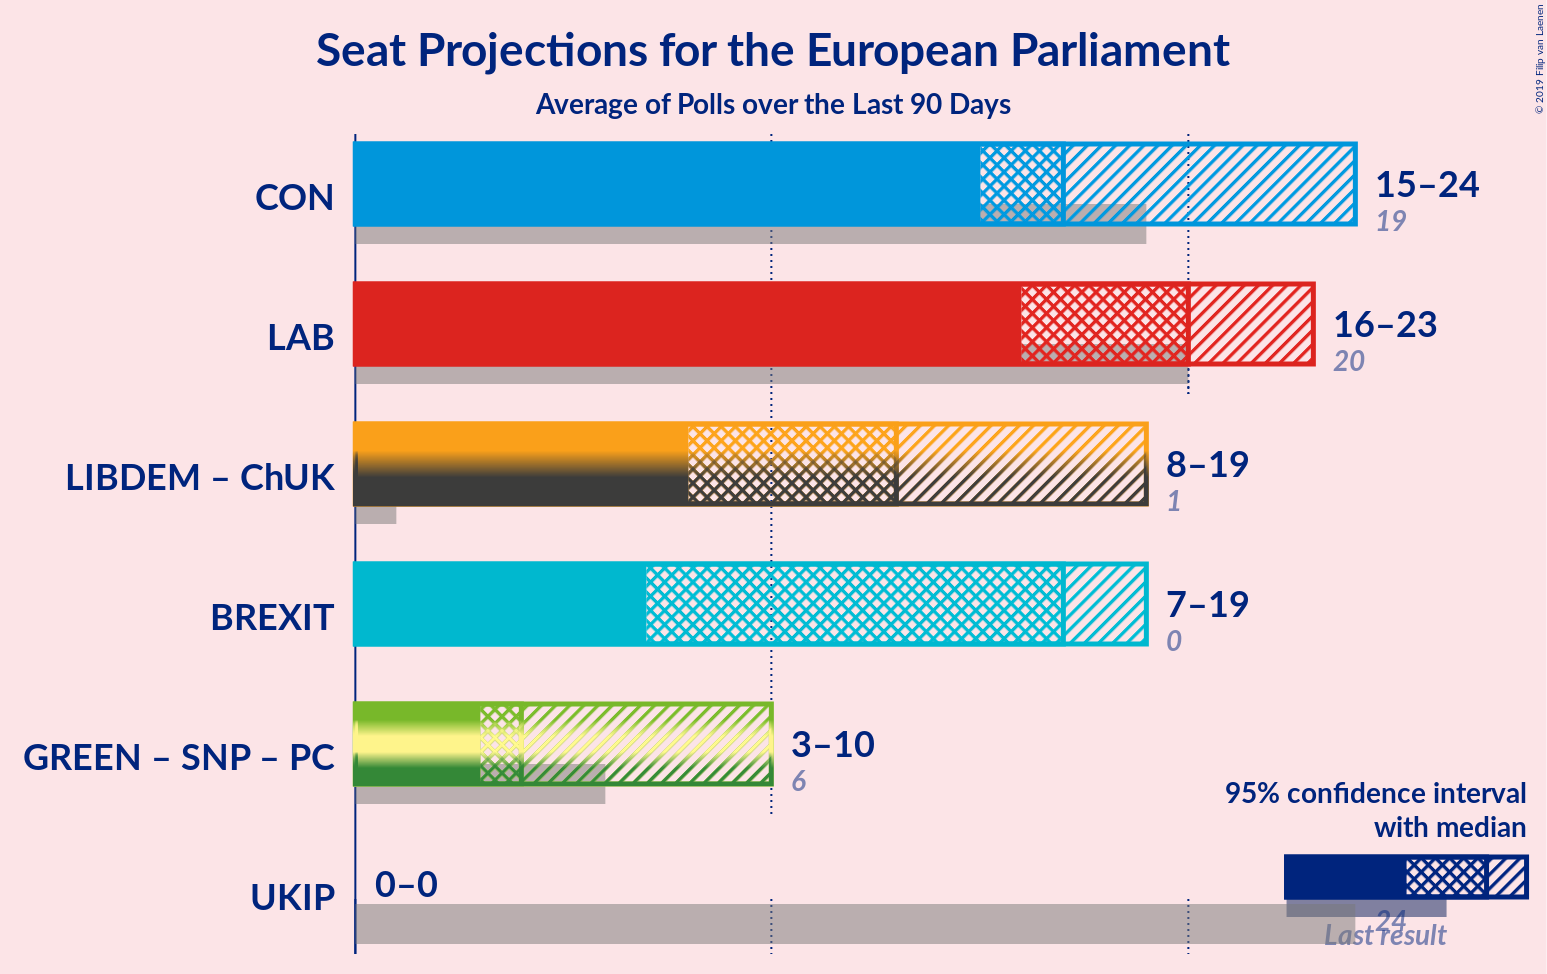 Seat Projections for the European Parliament
Average of Polls over the Last 90 Days
© 2019 Filip van Laenen
CON
15–24
19
LAB
16–23
20
LIBDEM – ChUK
8–19
1
BREXIT
7–19
0
GREEN – SNP – PC
3–10
6
95% confidence interval
with median
UKIP
0–0
24
Last result